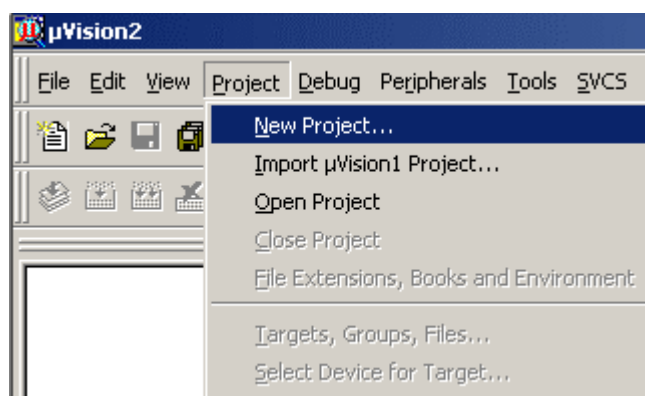 µVision2
File Edit View Project Debug Peripherals Tools SVCS
New Project...
Import µVision1 Project...
Open Project
Close Project
File Extensions, Books and Environment
Targets, Groups, Files...
Select Device for Target...